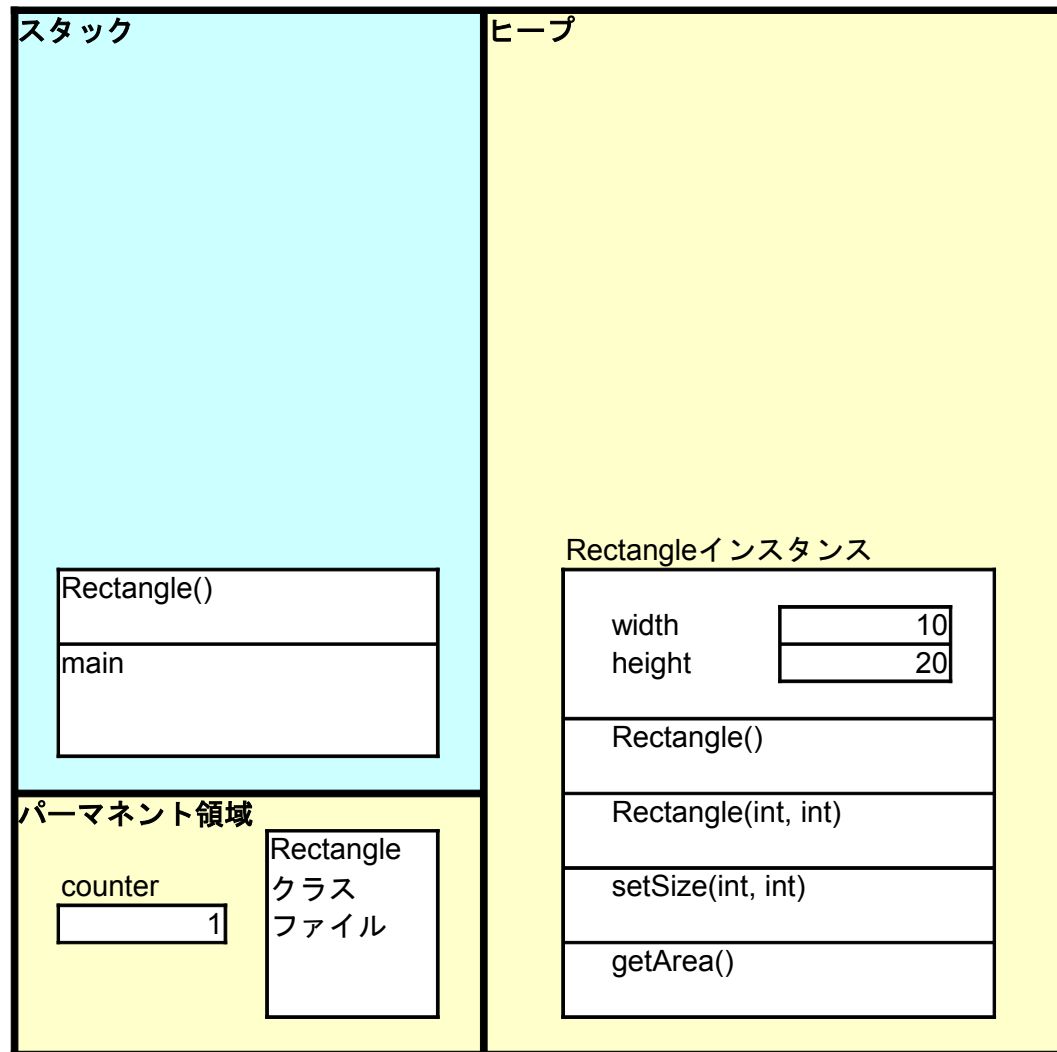 スタック
Rectangle()
main
パーマネント領域
counter
1
Rectangle
クラス
ファイル
ヒープ
Rectangleインスタンス
width 10
height 20
Rectangle()
Rectangle(int, int)
setSize(int, int)
getArea()